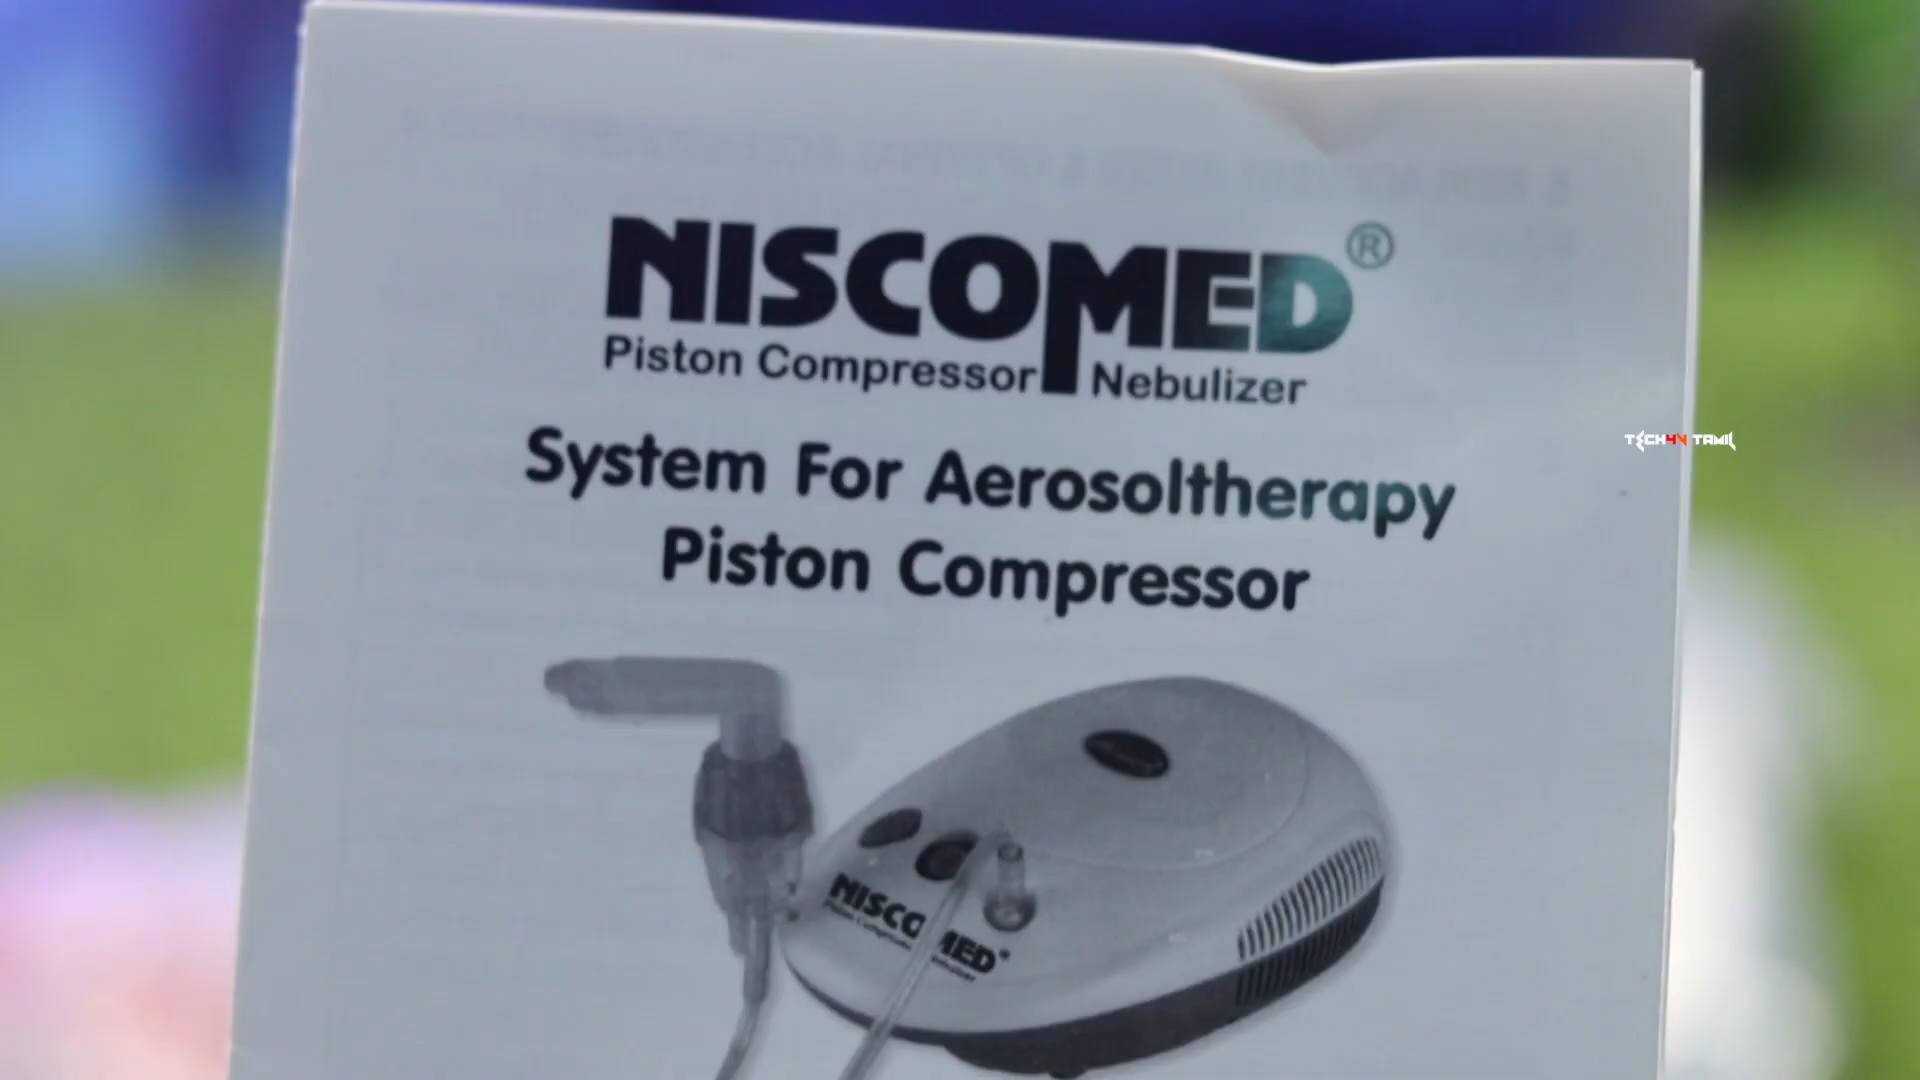 NISCOMED®
Piston Compressor Nebulizer
System For Aerosoltherapy
Piston Compressor
TECH4N TAMIL
NISCOMED®